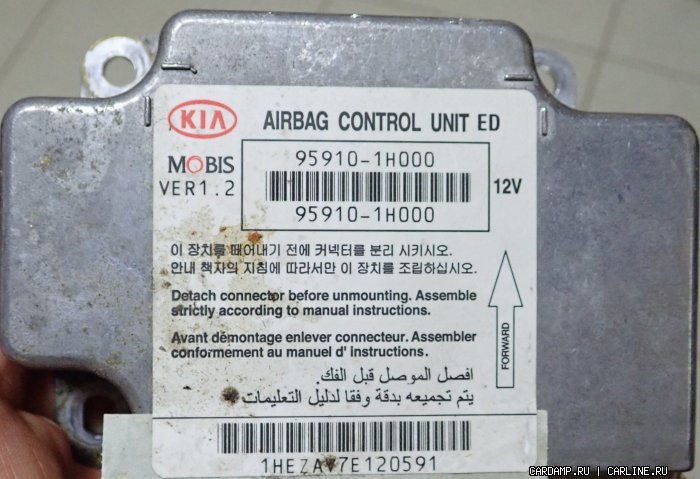 KIA
AIRBAG CONTROL UNIT ED
MOBIS
VER1.2
95910-1H000
95910-1H000
12V
이 장치를 떼어내기 전에 커넥터를 분리 시키시오.
안내 책자의 지침에 따라서만 이 장치를 조립하십시오.
Detach connector before unmounting. Assemble
strictly according to manual instructions.
Avant démontage enlever connecteur. Assembler
conformement au manuel d' instructions.
افصل الموصل قبل الفك.
يتم تجميعه بدقة وفقا لدليل التعليمات
FORWARD
1HEZAV7E120591
CARDAMP.RU | CARLINE.RU